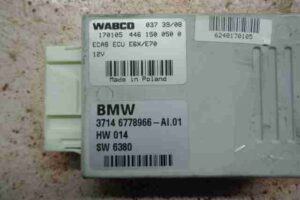 WABCO 037 39/08
170105 446 150 050 0
ECAS ECU E6X/E70
12V
Made in Poland
6240170105
BMW
3714 6778966-AI.01
HW 014
SW 6380